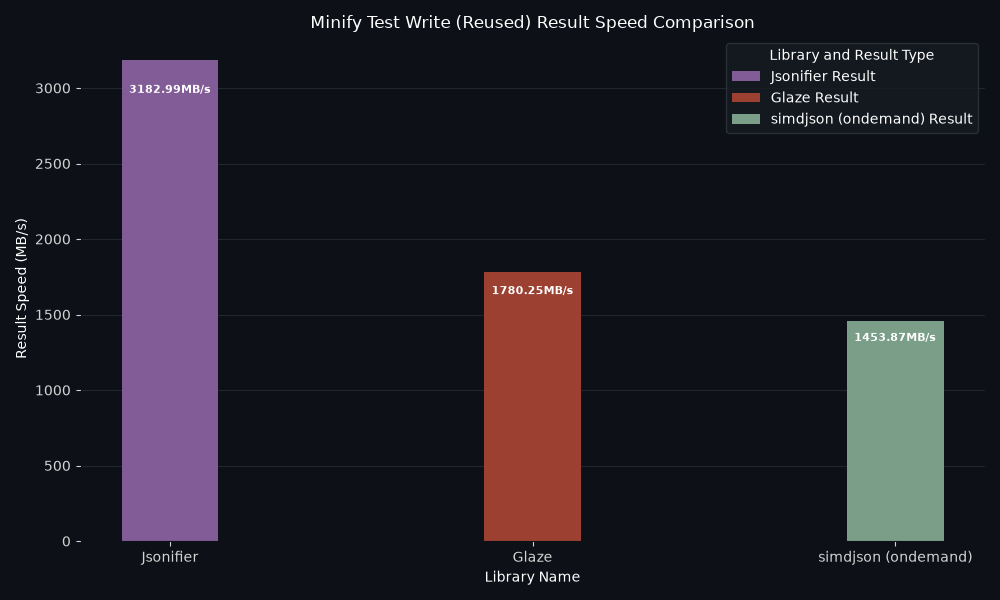 Minify Test Write (Reused) Result Speed Comparison
Library and Result Type
Jsonifier Result
Glaze Result
simdjson (ondemand) Result
Result Speed (MB/s)
3000
2500
2000
1500
1000
500
0
3182.99MB/s
1780.25MB/s
1453.87MB/s
Jsonifier
Glaze
simdjson (ondemand)
Library Name